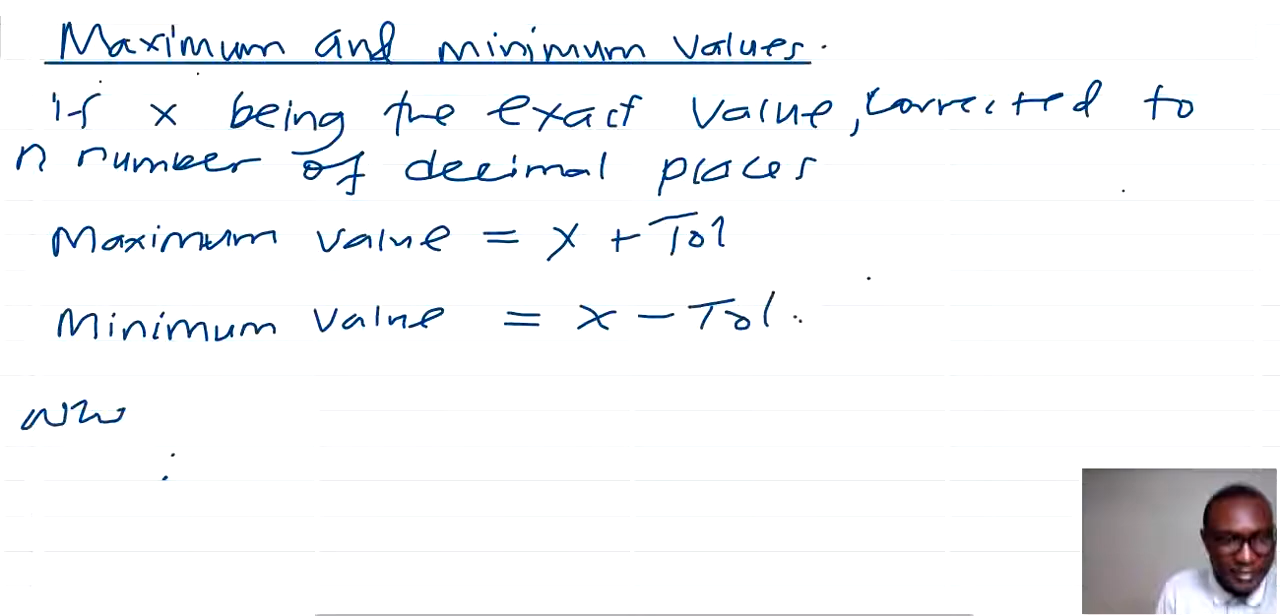 Maximum and minimum values.
If x being the exact value, corrected to
n number of decimal places
Maximum value = x + Tol
Minimum value = x - Tol.